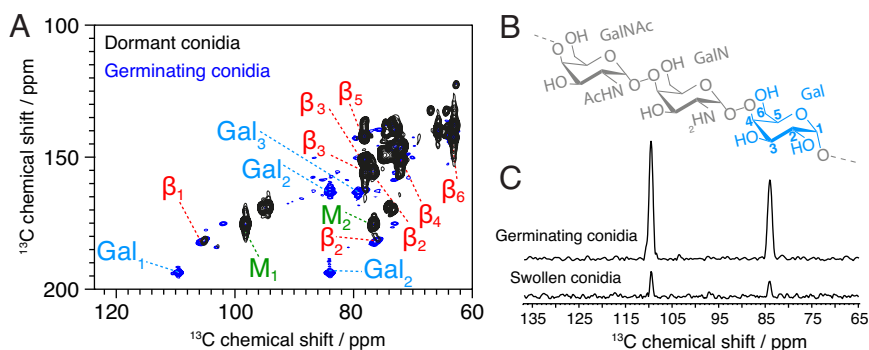 A
Dormant conidia
Germinating conidia
100
150
200
¹³C chemical shift / ppm
120
100
80
60
¹³C chemical shift / ppm
β₁
Gal₁
M₁
Gal₃
Gal₂
β₃
β₅
β₃
M₂
β₂
β₂
β₄
β₆
Gal₂
B
OH
GalNAc
HO
AcHN
O
OH
GalN
O
HO
₂HN
O
O
OH
Gal
6
5
4
O
HO
3
2
HO
1
O
C
Germinating conidia
Swollen conidia
135
125
115
105
95
85
75
65
¹³C chemical shift / ppm